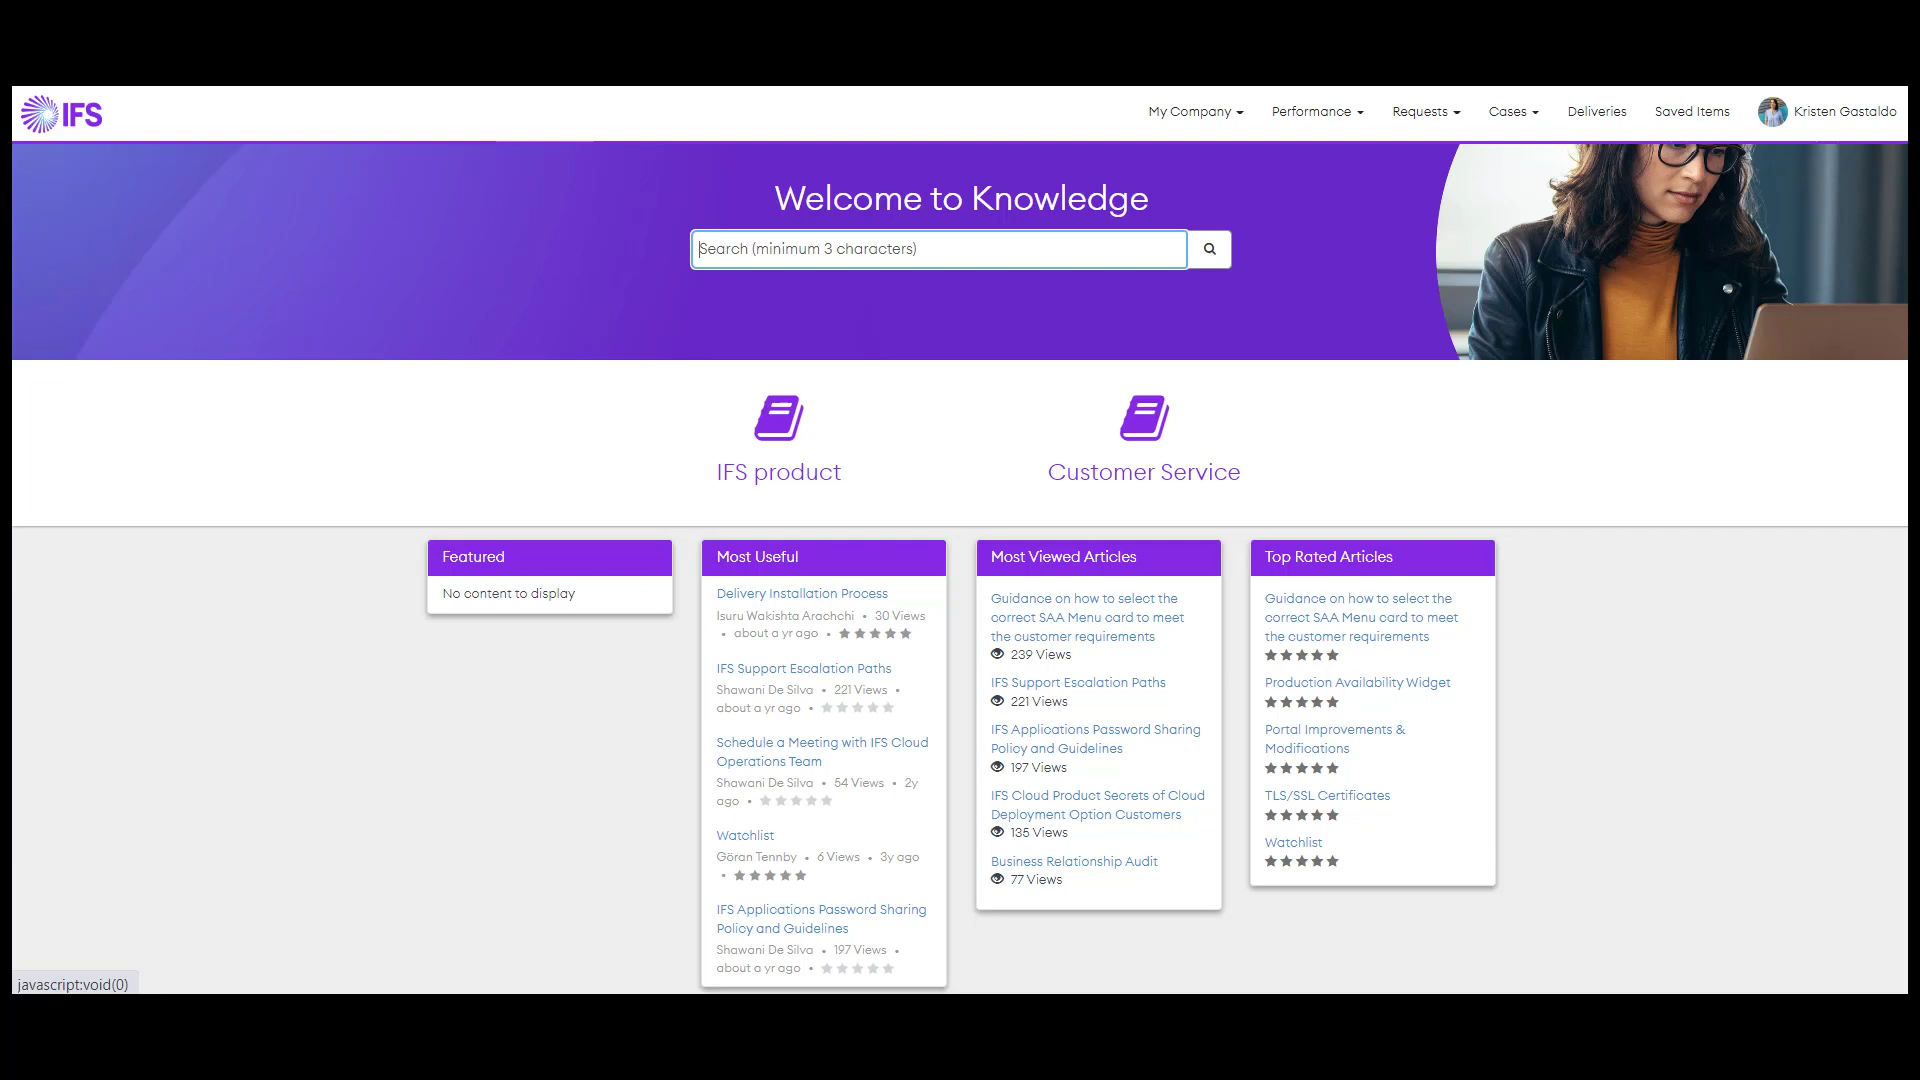 IFS
My Company
Performance
Requests
Cases
Deliveries
Saved Items
Kristen Gastaldo
Welcome to Knowledge
Search (minimum 3 characters)
IFS product
Customer Service
Featured
No content to display
Most Useful
Delivery Installation Process
Isuru Wakishta Arachchi • 30 Views
• about a yr ago •
IFS Support Escalation Paths
Shawani De Silva • 221 Views •
about a yr ago •
Schedule a Meeting with IFS Cloud
Operations Team
Shawani De Silva • 54 Views • 2y
ago •
Watchlist
Göran Tennby • 6 Views • 3y ago
•
IFS Applications Password Sharing
Policy and Guidelines
Shawani De Silva • 197 Views •
about a yr ago •
Most Viewed Articles
Guidance on how to select the
correct SAA Menu card to meet
the customer requirements
239 Views
IFS Support Escalation Paths
221 Views
IFS Applications Password Sharing
Policy and Guidelines
197 Views
IFS Cloud Product Secrets of Cloud
Deployment Option Customers
135 Views
Business Relationship Audit
77 Views
Top Rated Articles
Guidance on how to select the
correct SAA Menu card to meet
the customer requirements
Production Availability Widget
Portal Improvements &
Modifications
TLS/SSL Certificates
Watchlist
javascript:void(0)